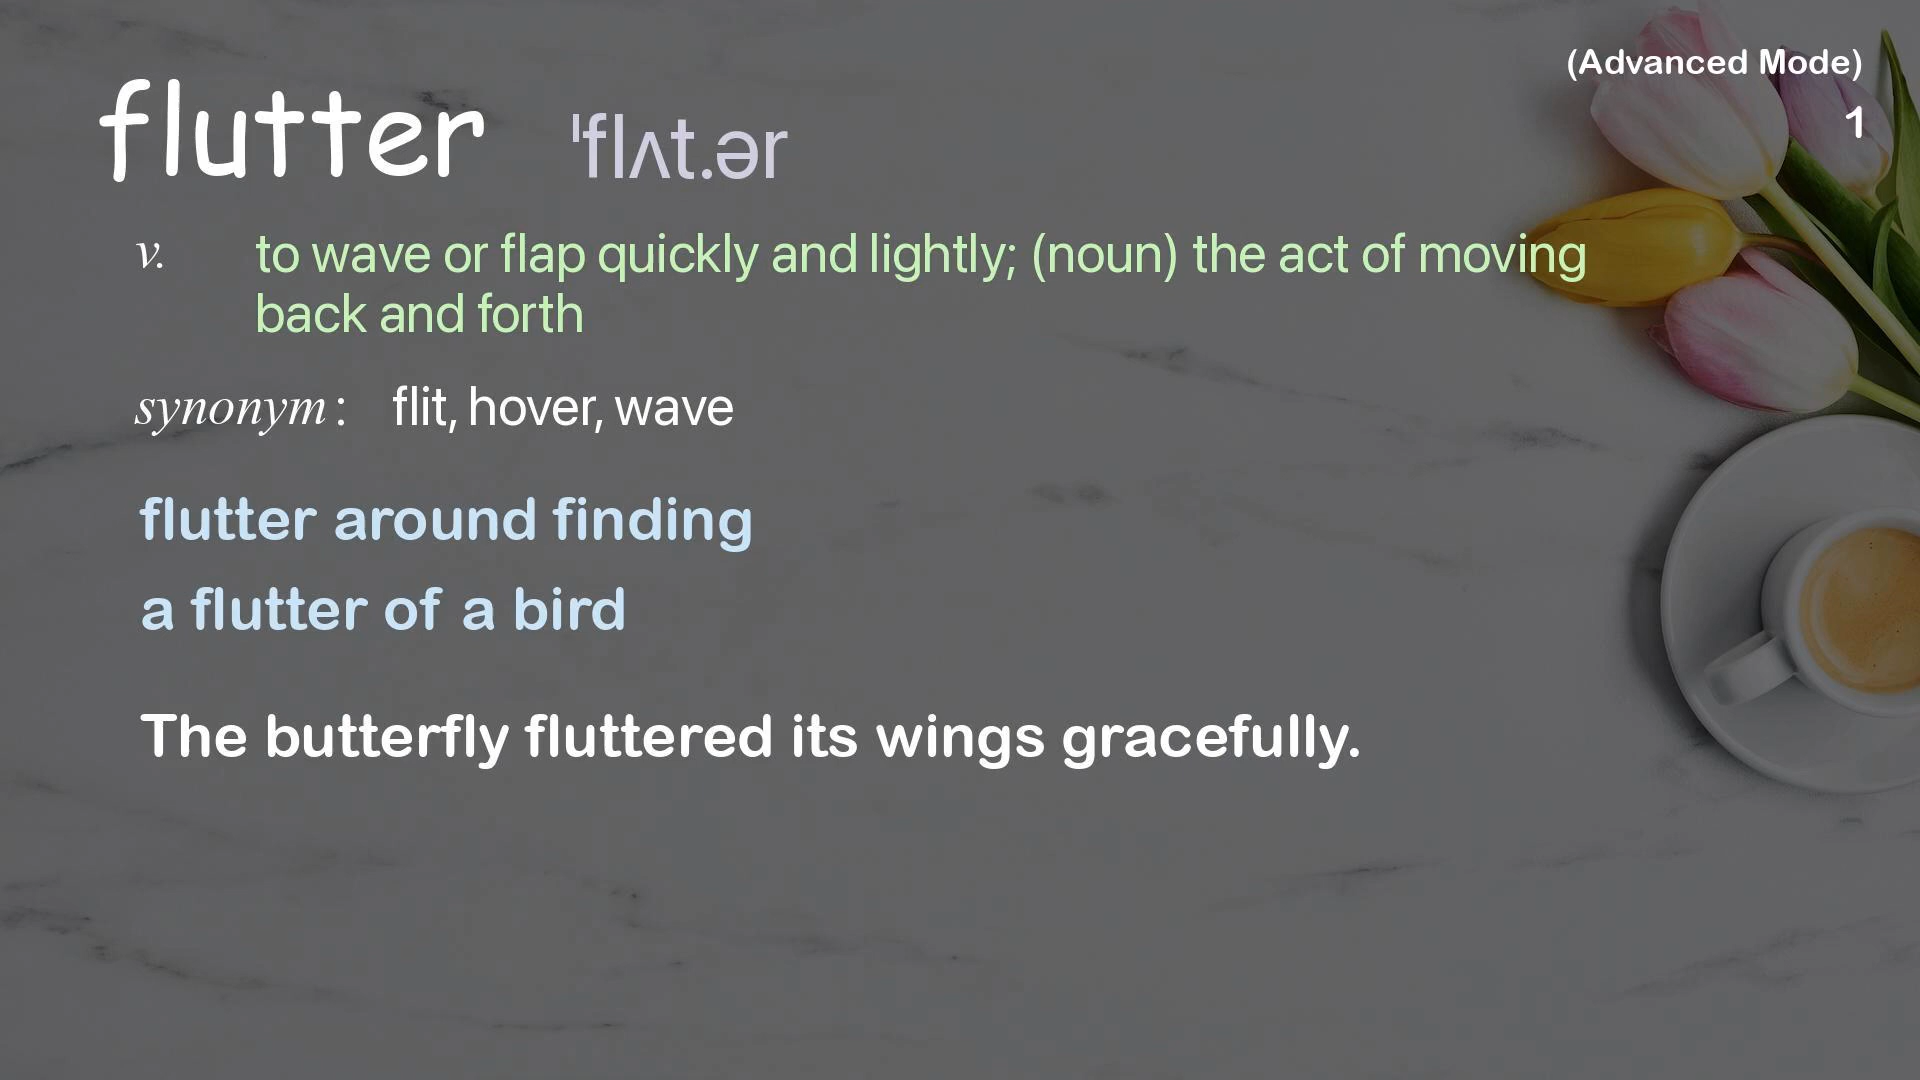 (Advanced Mode)
1
flutter ˈflʌt.ər
v. to wave or flap quickly and lightly; (noun) the act of moving
back and forth
synonym: flit, hover, wave
flutter around finding
a flutter of a bird
The butterfly fluttered its wings gracefully.